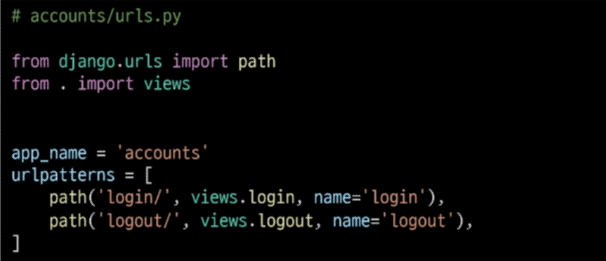 # accounts/urls.py
from django.urls import path
from . import views
app_name = 'accounts'
urlpatterns = [
    path('login/', views.login, name='login'),
    path('logout/', views.logout, name='logout'),
]